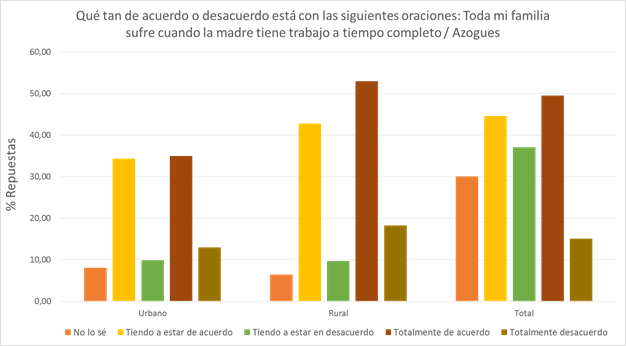 Qué tan de acuerdo o desacuerdo está con las siguientes oraciones: Toda mi familia
sufre cuando la madre tiene trabajo a tiempo completo / Azogues
% Repuestas
60,00
50,00
40,00
30,00
20,00
10,00
0,00
Urbano Rural Total
No lo sé Tiendo a estar de acuerdo Tiendo a estar en desacuerdo Totalmente de acuerdo Totalmente desacuerdo